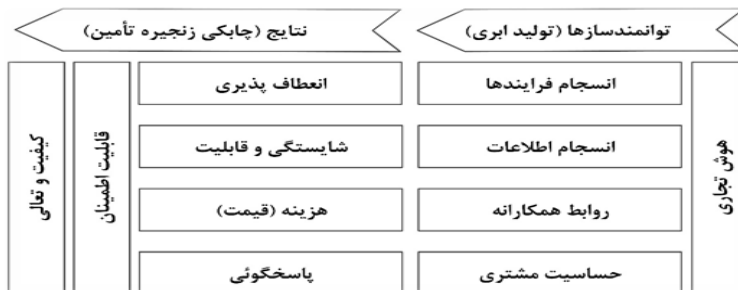 توانمندسازها (تولید ابری)
نتایج (چابکی زنجیره تأمین)
هوش تجاری
انسجام فرایندها
انسجام اطلاعات
روابط همکارانه
حساسیت مشتری
انعطاف پذیری
شایستگی و قابلیت
هزینه (قیمت)
پاسخگوئی
قابلیت اطمینان
کیفیت و تعالی